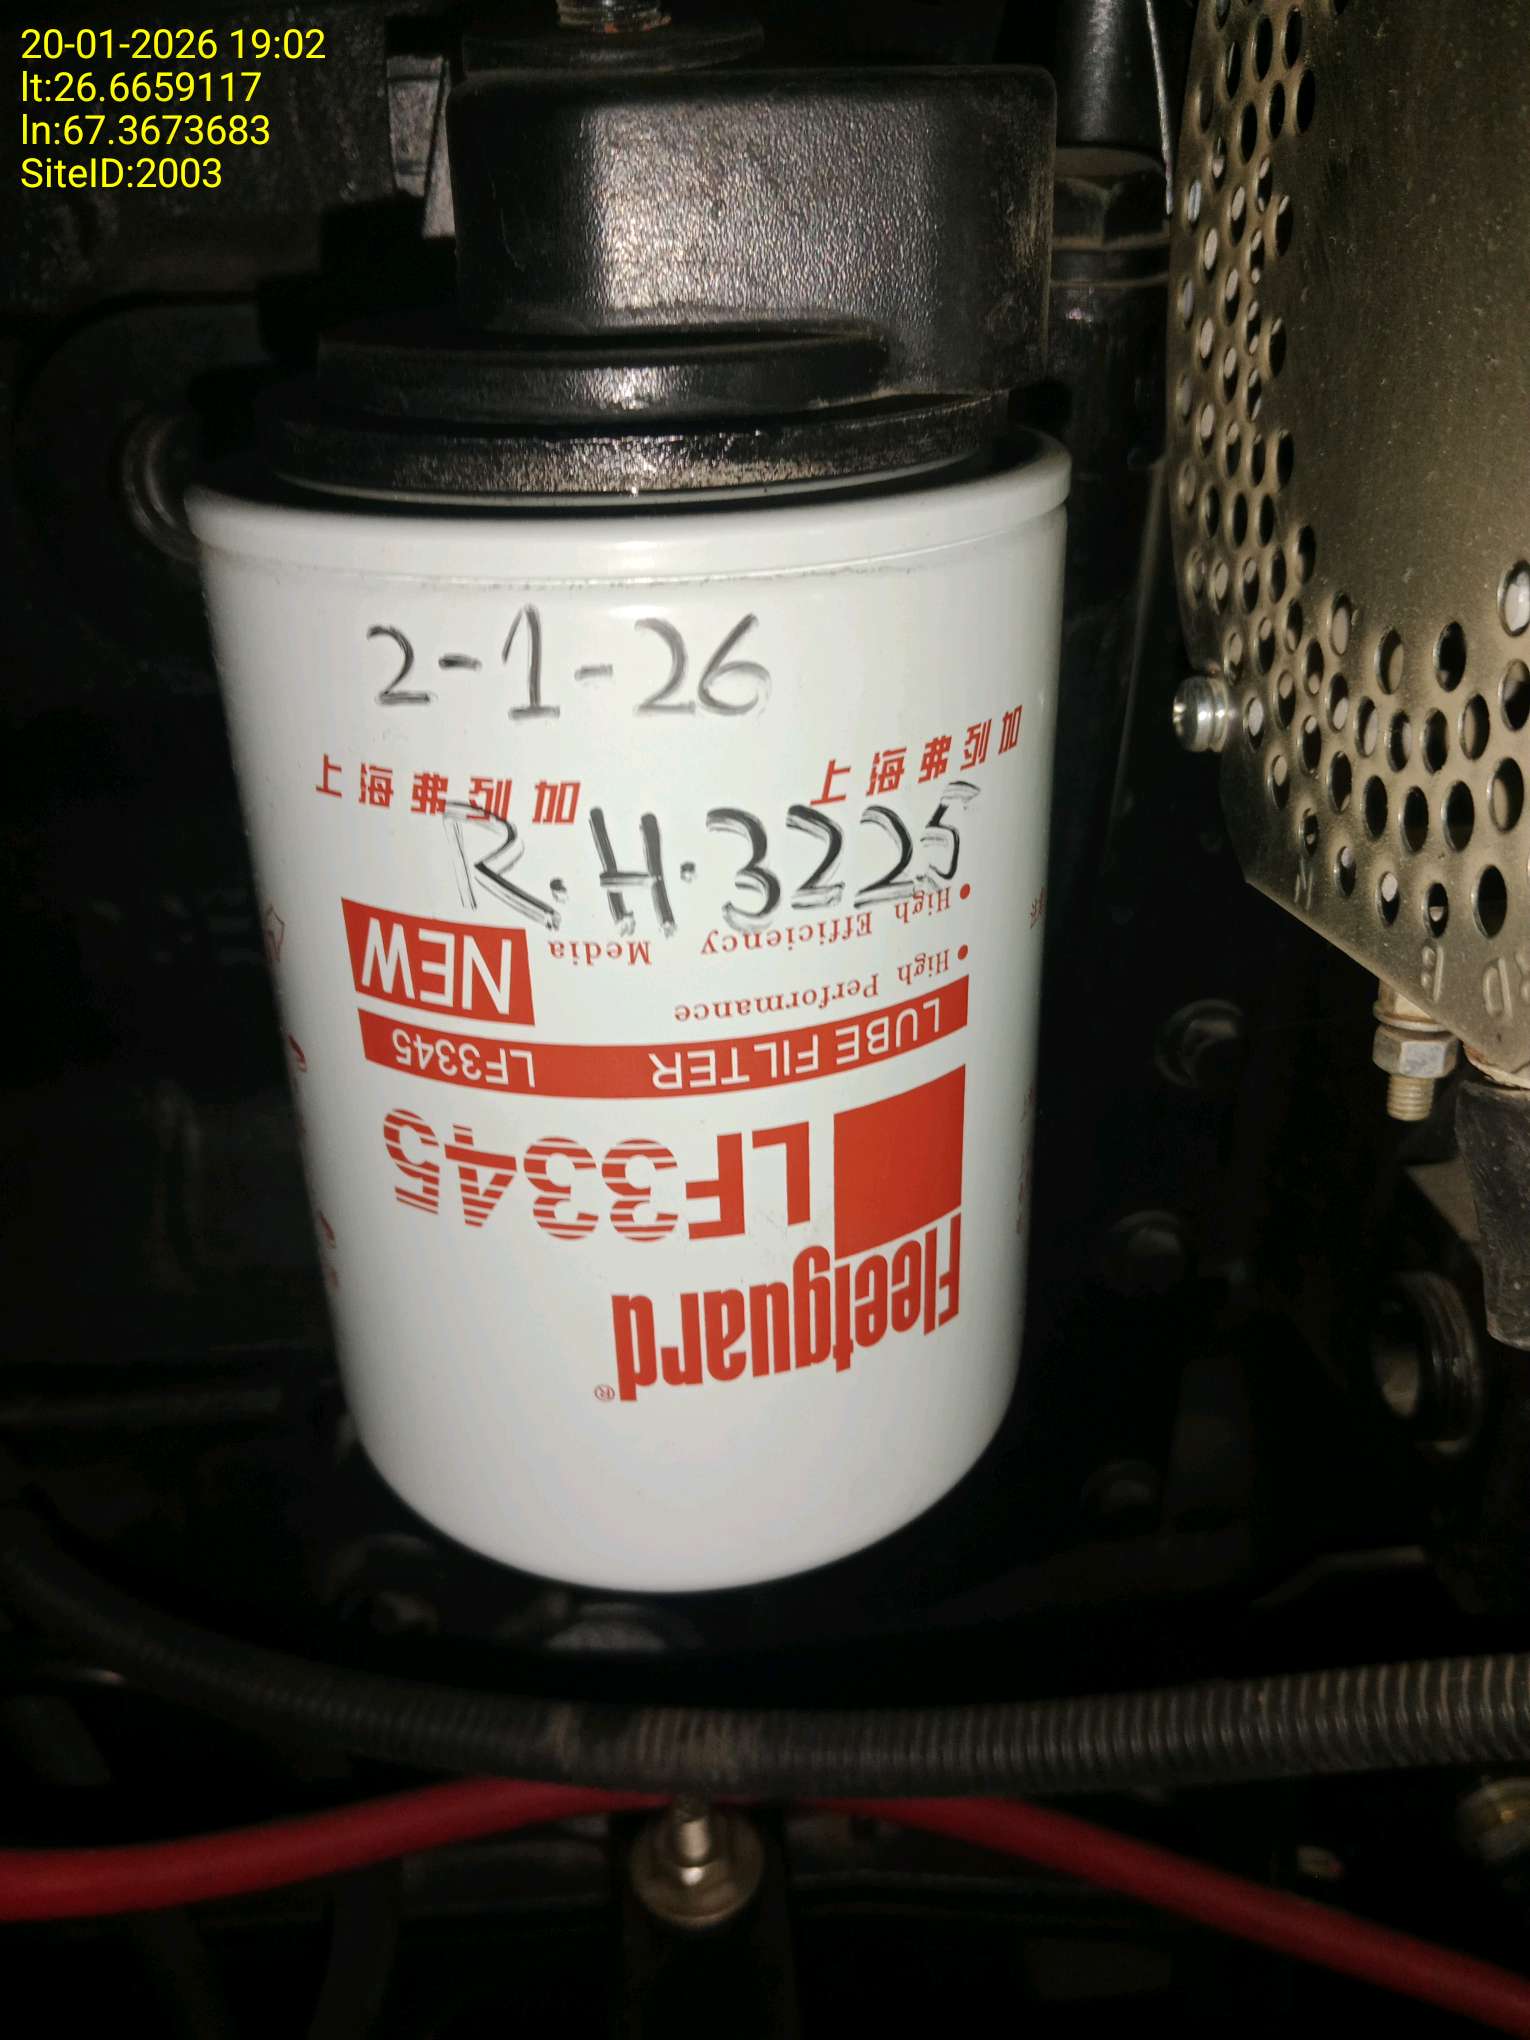 20-01-2026 19:02
lt:26.6659117
ln:67.3673683
SiteID:2003
2-1-26
上海弗列加
上海弗列加
R.H.3225
NEW
• High Efficiency Media
• High Performance
LUBE FILTER LF3345
LF3345
Fleetguard®